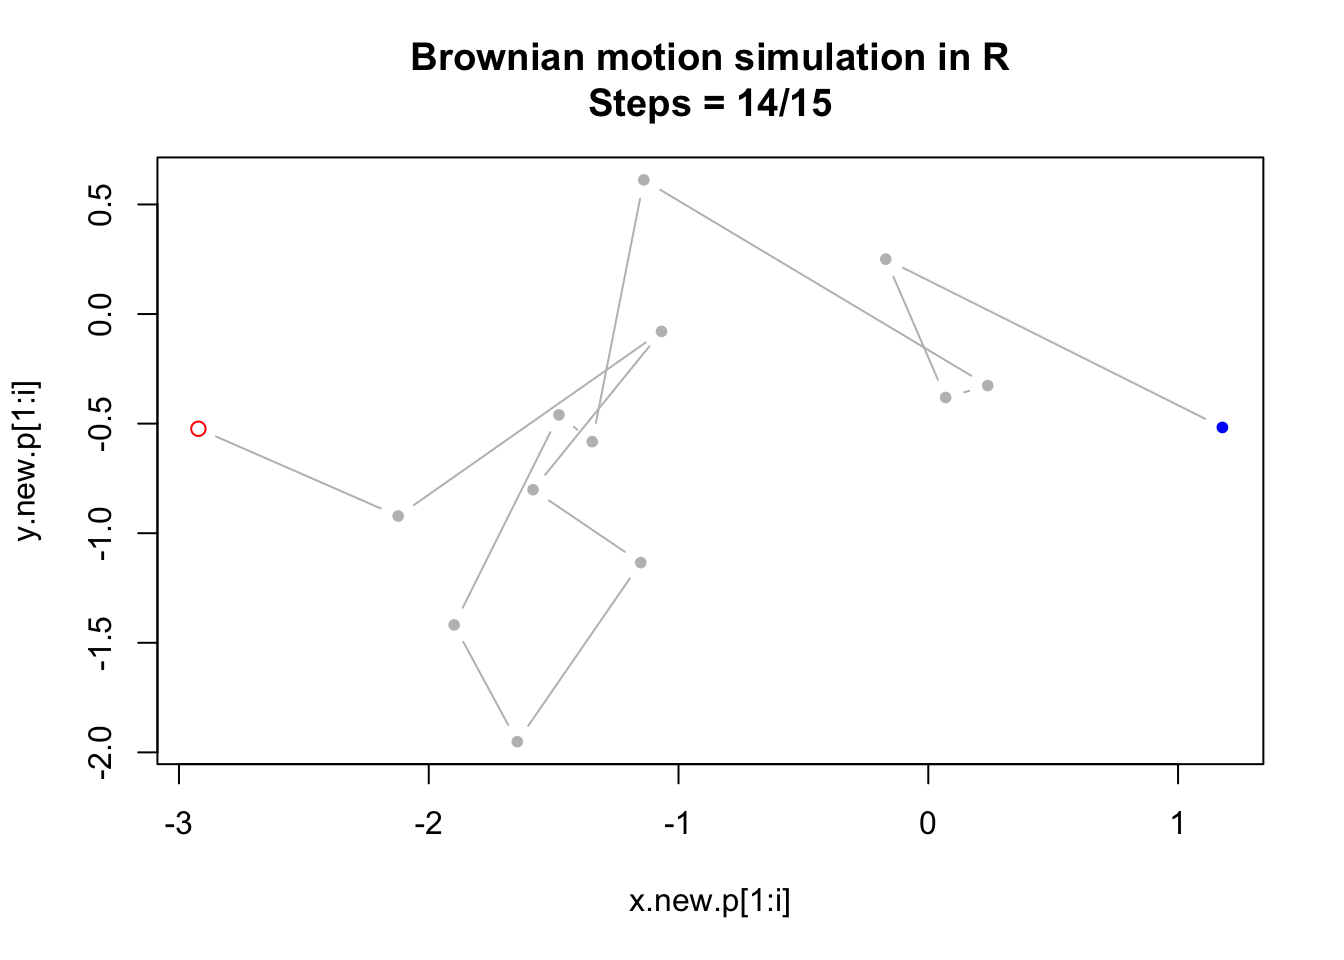 Brownian motion simulation in R
Steps = 14/15
y.new.p[1:i]
0.5
0.0
-0.5
-1.0
-1.5
-2.0
-3 -2 -1 0 1
x.new.p[1:i]